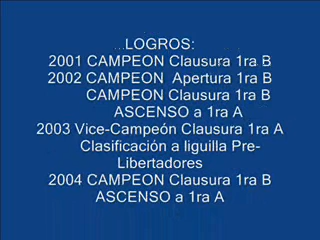 ...LOGROS:
2001 CAMPEON Clausura 1ra B
2002 CAMPEON Apertura 1ra B
CAMPEON Clausura 1ra B
ASCENSO a 1ra A
2003 Vice-Campeón Clausura 1ra A
Clasificación a liguilla Pre-
Libertadores
2004 CAMPEON Clausura 1ra B
ASCENSO a 1ra A